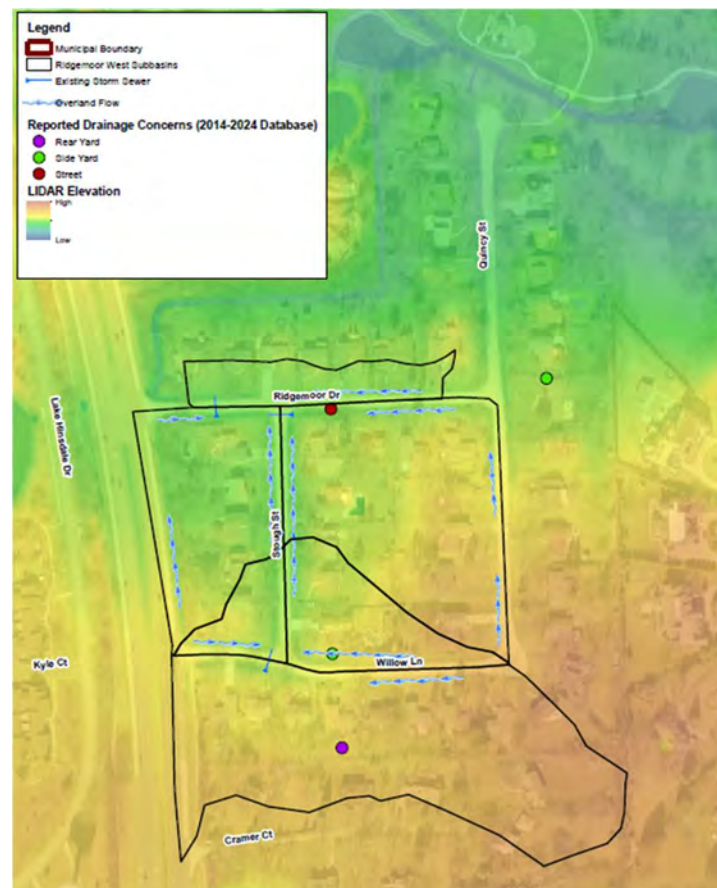 Legend
Municipal Boundary
Ridgemoor West Subbasins
Existing Storm Sewer
Overland Flow
Reported Drainage Concerns (2014-2024 Database)
Rear Yard
Side Yard
Street
LIDAR Elevation
High
Low
Quincy St
Ridgemoor Dr
Lake Hinsdale Dr
Stough St
Kyle Ct
Willow Ln
Cramer Ct